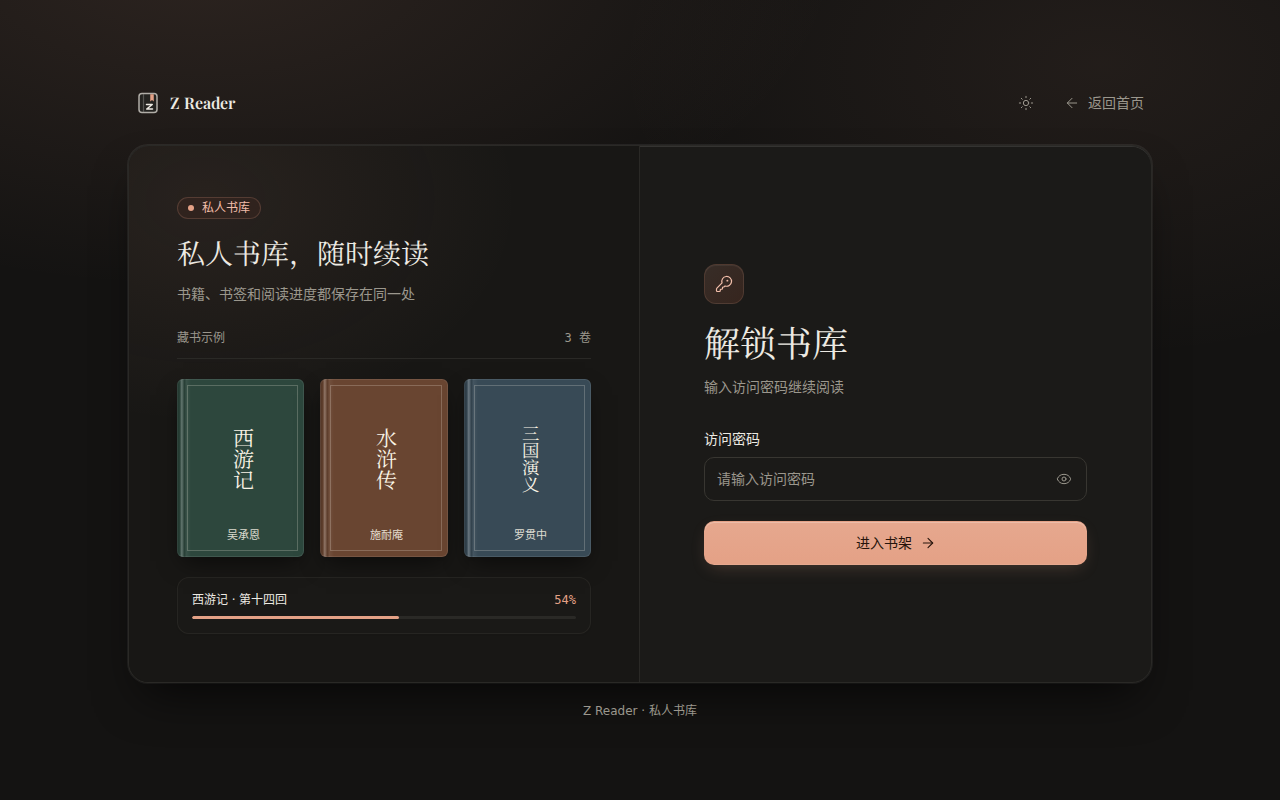 Z Reader
返回首页
私人书库
私人书库，随时续读
书籍、书签和阅读进度都保存在同一处
藏书示例
3 卷
西游记
吴承恩
水浒传
施耐庵
三国演义
罗贯中
西游记 · 第十四回
54%
解锁书库
输入访问密码继续阅读
访问密码
请输入访问密码
进入书架
Z Reader · 私人书库